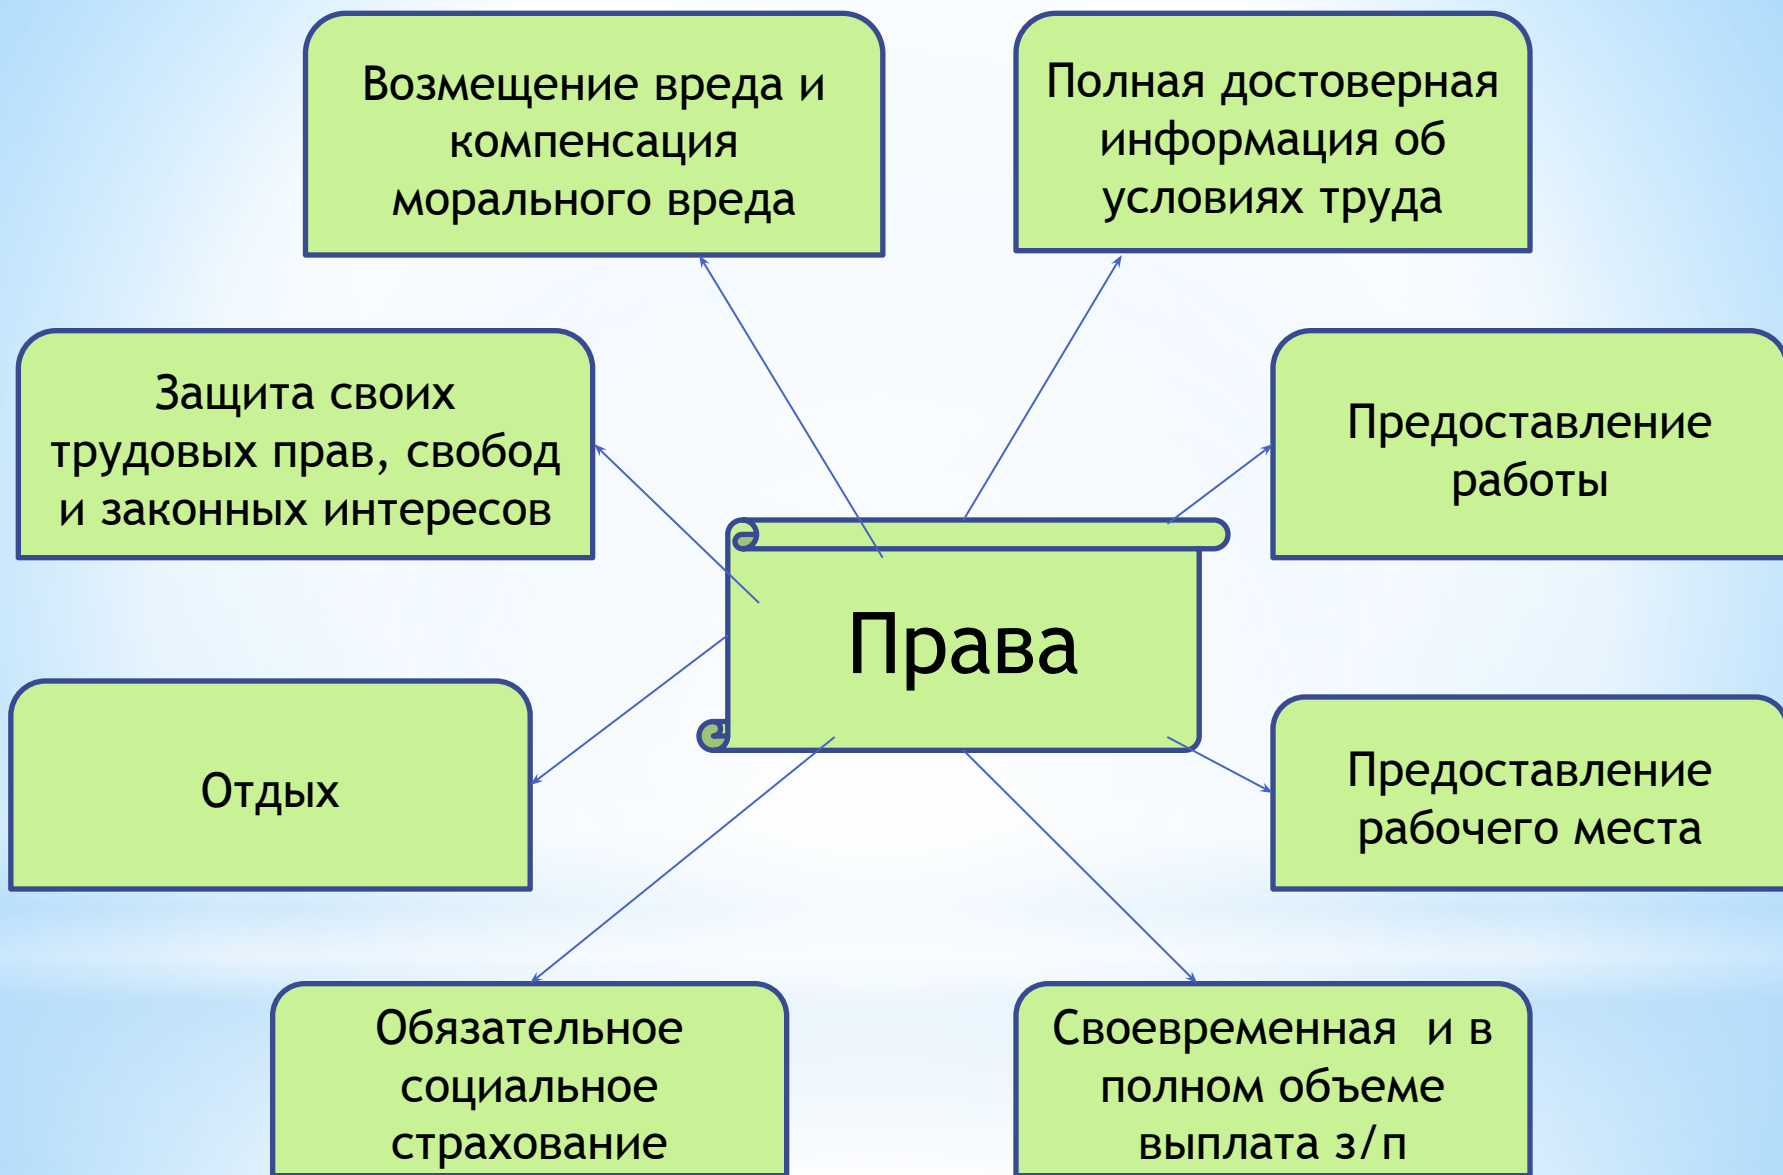 Возмещение вреда и
компенсация
морального вреда
Полная достоверная
информация об
условиях труда
Защита своих
трудовых прав, свобод
и законных интересов
Предоставление
работы
Права
Отдых
Предоставление
рабочего места
Обязательное
социальное
страхование
Своевременная  и в
полном объеме
выплата з/п